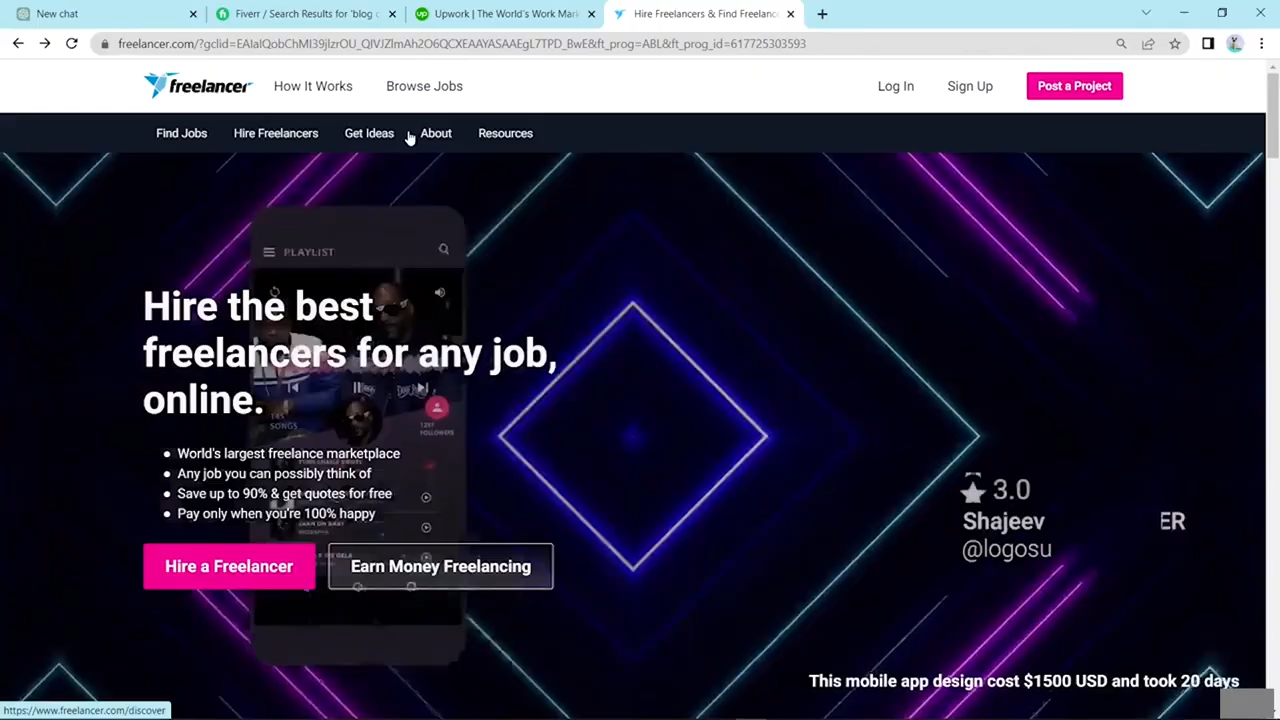 New chat
Fiverr / Search Results for 'blog c
Upwork | The World's Work Mark
Hire Freelancers & Find Freelance
freelancer.com/?gclid=EAIaIQobChMI39jIzrOU_QIVJZlmAh2O6QCXEAAYASAAEgL7TPD_BwE&ft_prog=ABL&ft_prog_id=617725303593
freelancer
How It Works
Browse Jobs
Log In
Sign Up
Post a Project
Find Jobs
Hire Freelancers
Get Ideas
About
Resources
PLAYLIST
Hire the best
freelancers for any job,
online.
SONGS
FOLLOWERS
World's largest freelance marketplace
Any job you can possibly think of
Save up to 90% & get quotes for free
Pay only when you're 100% happy
Hire a Freelancer
Earn Money Freelancing
3.0
Shajeev
@logosu
ER
This mobile app design cost $1500 USD and took 20 days
https://www.freelancer.com/discover